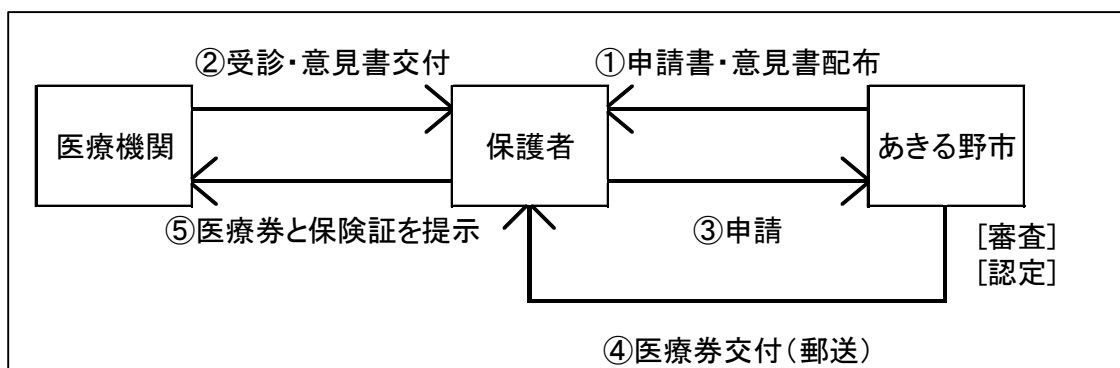 ②受診・意見書交付
①申請書・意見書配布
医療機関
保護者
あきる野市
⑤医療券と保険証を提示
③申請
[審査]
[認定]
④医療券交付(郵送)